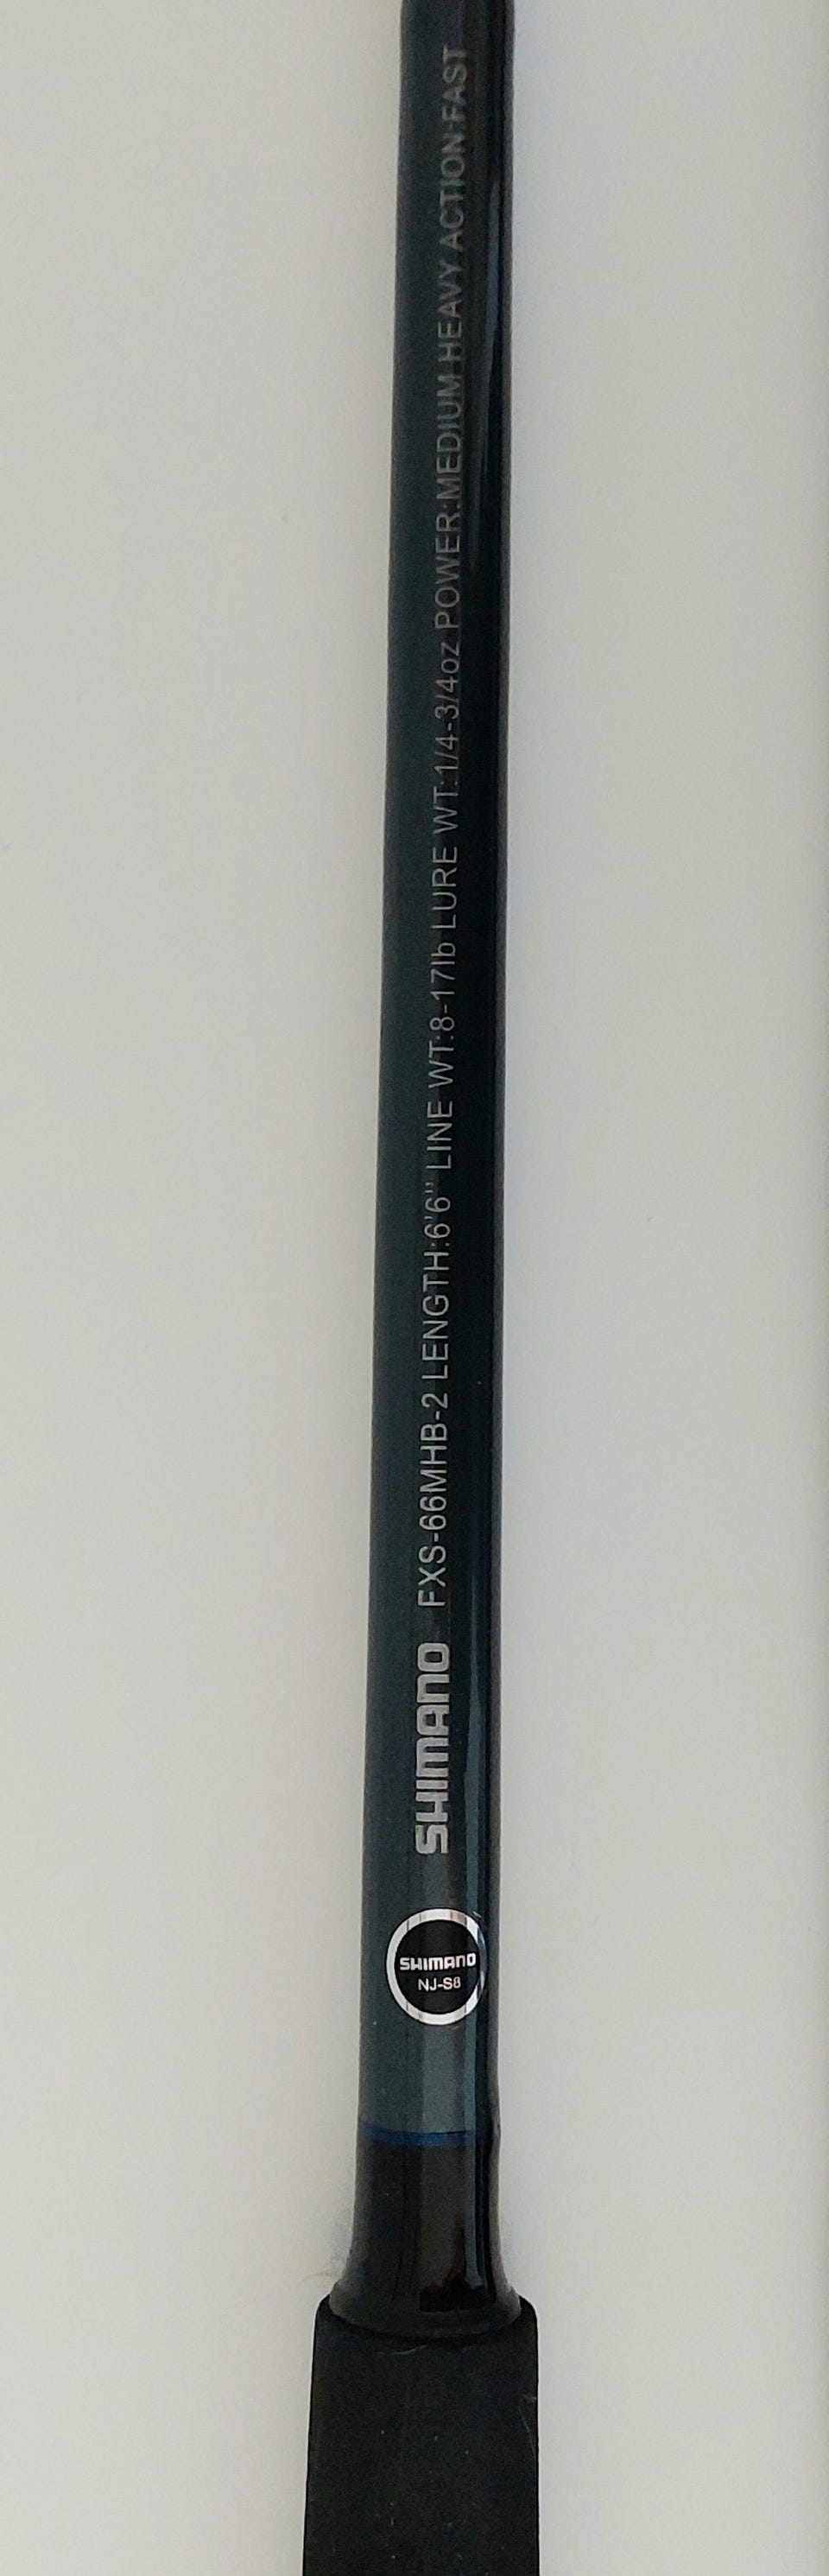 SHIMANO FXS-66MHB-2 LENGTH:6'6" LINE WT:8-17lb LURE WT:1/4-3/4oz POWER:MEDIUM HEAVY ACTION:FAST
SHIMANO
NJ-S8